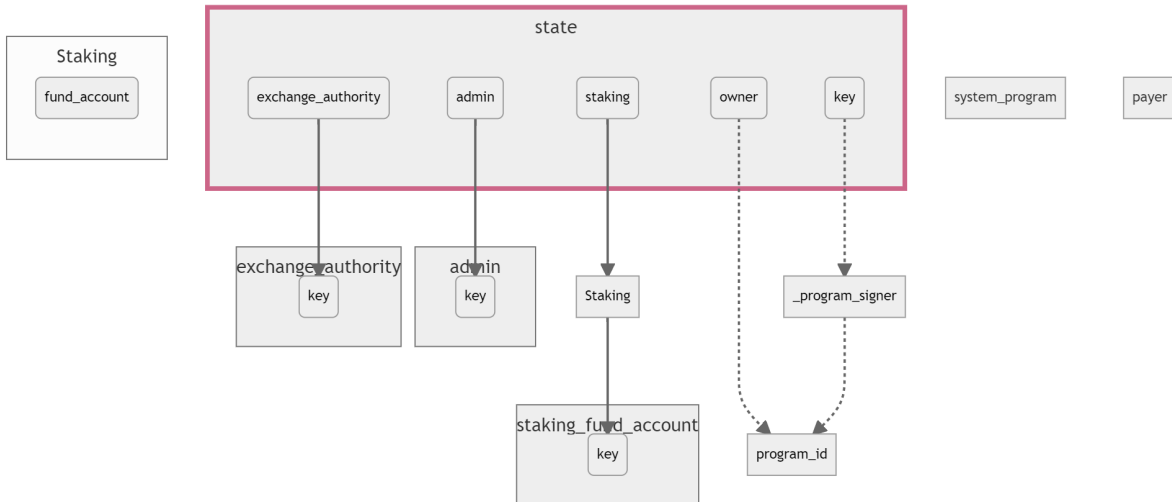 state
Staking
fund_account
exchange_authority
admin
staking
owner
key
system_program
payer
exchange_authority
key
admin
key
Staking
_program_signer
staking_fund_account
key
program_id